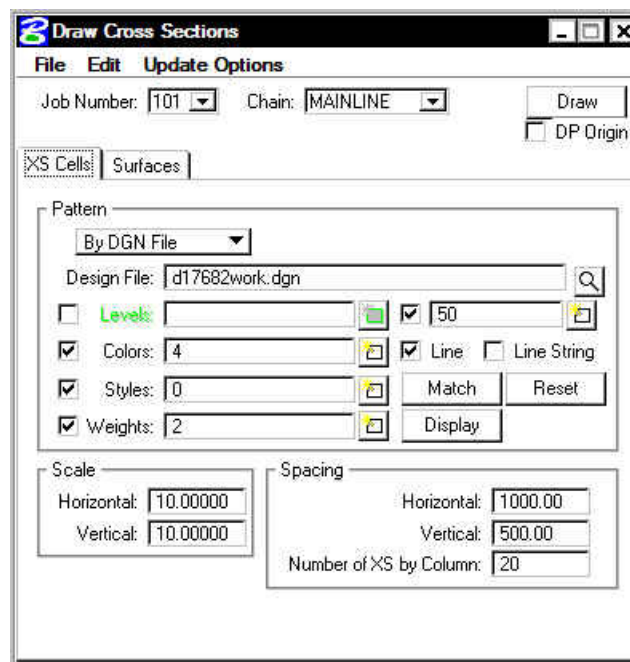 Draw Cross Sections
File Edit Update Options
Job Number: 101 Chain: MAINLINE Draw
DP Origin
XS Cells Surfaces
Pattern
By DGN File
Design File: d17682work.dgn
Levels: 50
Colors: 4 Line Line String
Styles: 0 Match Reset
Weights: 2 Display
Scale Spacing
Horizontal: 10.00000 Horizontal: 1000.00
Vertical: 10.00000 Vertical: 500.00
Number of XS by Column: 20